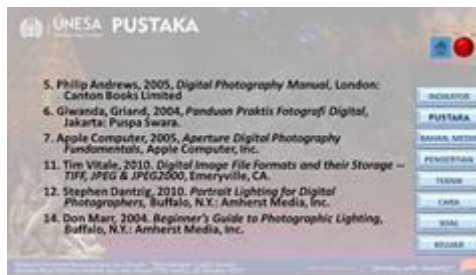 UNESA PUSTAKA
5. Philip Andrews, 2005, Digital Photography Manual, London:
Canton Books Limited
6. Giwanda, Griand, 2004, Panduan Praktis Fotografi Digital,
Jakarta: Puspa Swara.
7. Apple Computer, 2005, Aperture Digital Photography
Fundamentals, Apple Computer, Inc.
11. Tim Vitale, 2010. Digital Image File Formats and their Storage –
TIFF, JPEG & JPEG2000, Emeryville, CA.
12. Stephen Dantzig, 2010. Portrait Lighting for Digital
Photographers, Buffalo, N.Y.: Amherst Media, Inc.
14. Don Marr, 2004. Beginner's Guide to Photographic Lighting,
Buffalo, N.Y.: Amherst Media, Inc.
INDIKATOR
PUSTAKA
BAHAN, MEDIA
PENGERTIAN
TEKNIK
CARA
SOAL
KELUAR